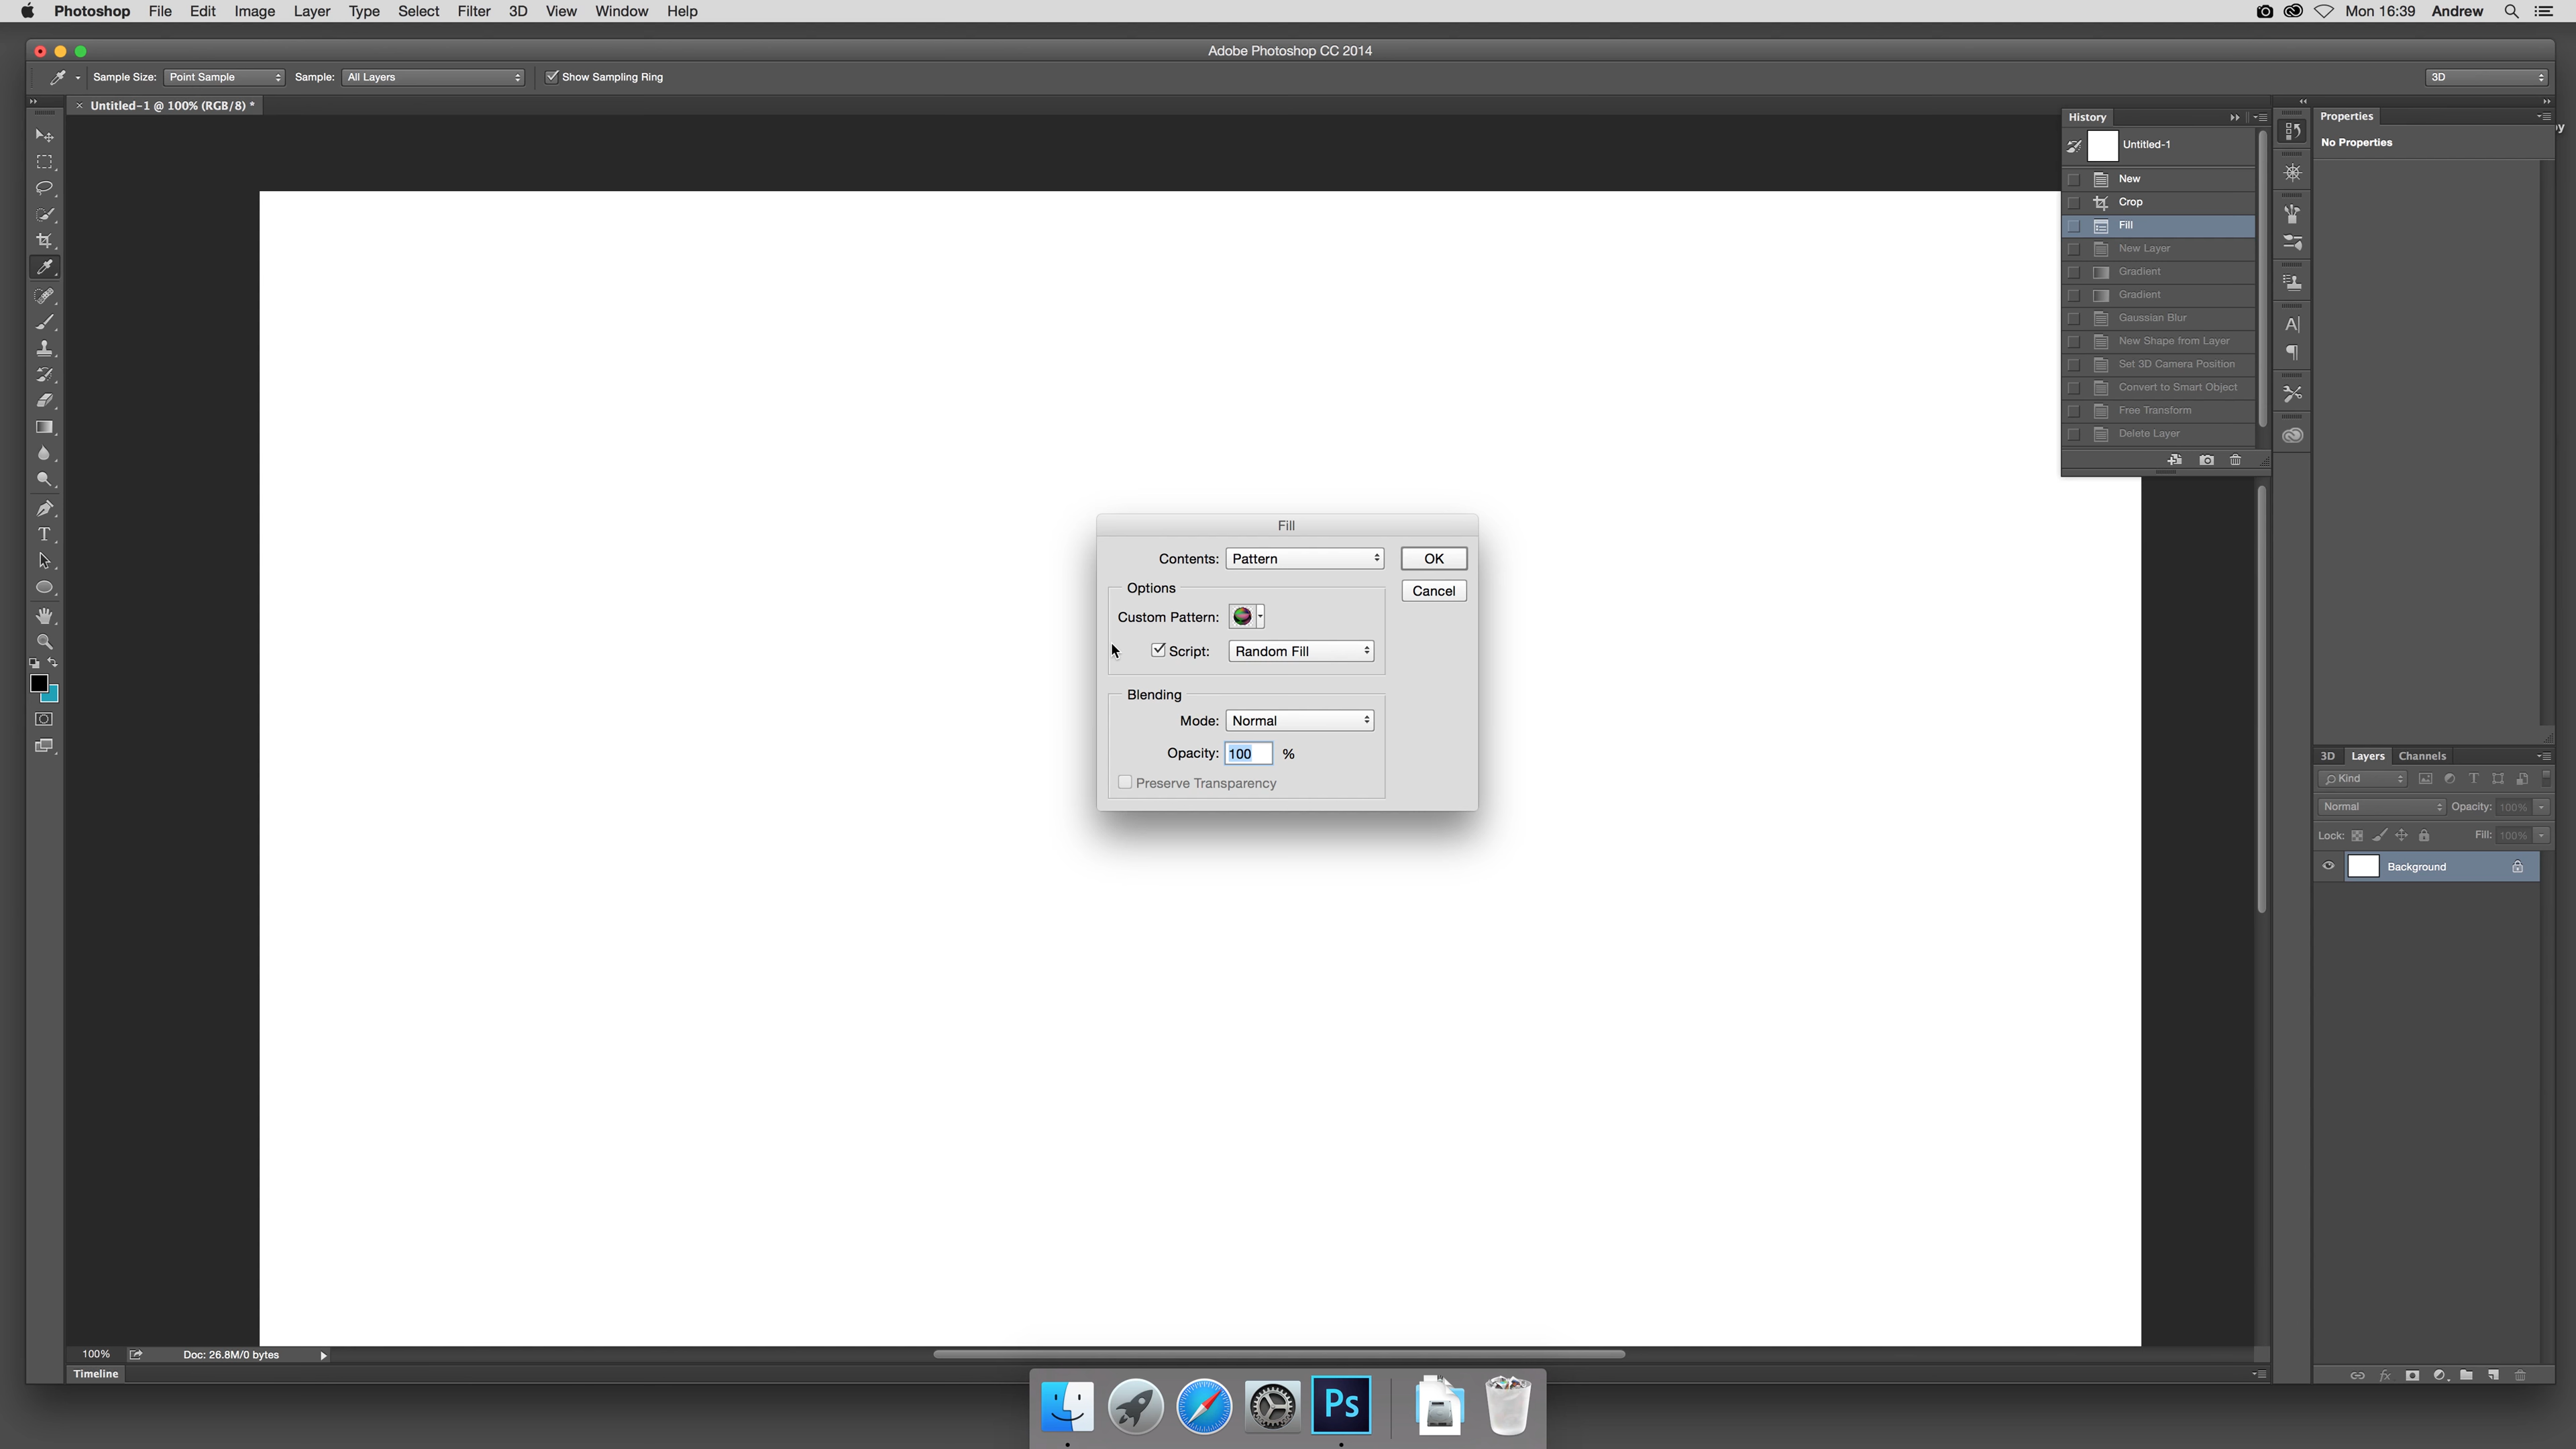 Photoshop File Edit Image Layer Type Select Filter 3D View Window Help Mon 16:39 Andrew
Adobe Photoshop CC 2014
Sample Size: Point Sample Sample: All Layers Show Sampling Ring 3D
Untitled-1 @ 100% (RGB/8) *
History
Untitled-1
New
Crop
Fill
New Layer
Gradient
Gradient
Gaussian Blur
New Shape from Layer
Set 3D Camera Position
Convert to Smart Object
Free Transform
Delete Layer
Properties
No Properties
Fill
Contents: Pattern OK
Cancel
Options
Custom Pattern:
Script: Random Fill
Blending
Mode: Normal
Opacity: 100 %
Preserve Transparency
3D Layers Channels
Kind
Normal Opacity: 100%
Lock: Fill: 100%
Background
100% Doc: 26.8M/0 bytes
Timeline
Ps